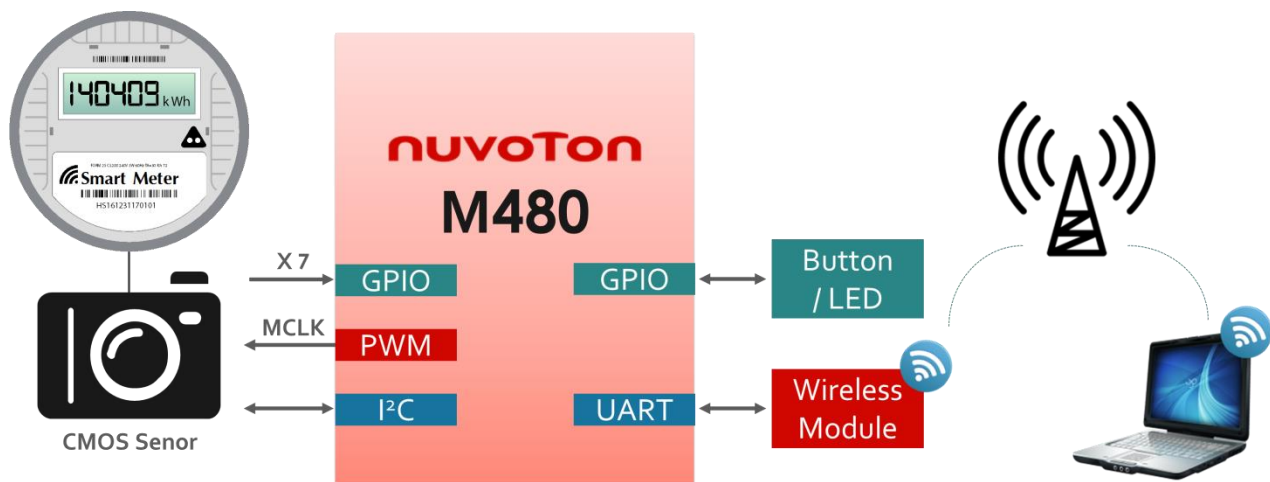 140409 kWh
Smart Meter
HS161231170101
nuvoTon
M480
X 7
GPIO
GPIO
Button
/ LED
MCLK
PWM
I²C
UART
Wireless
Module
CMOS Senor